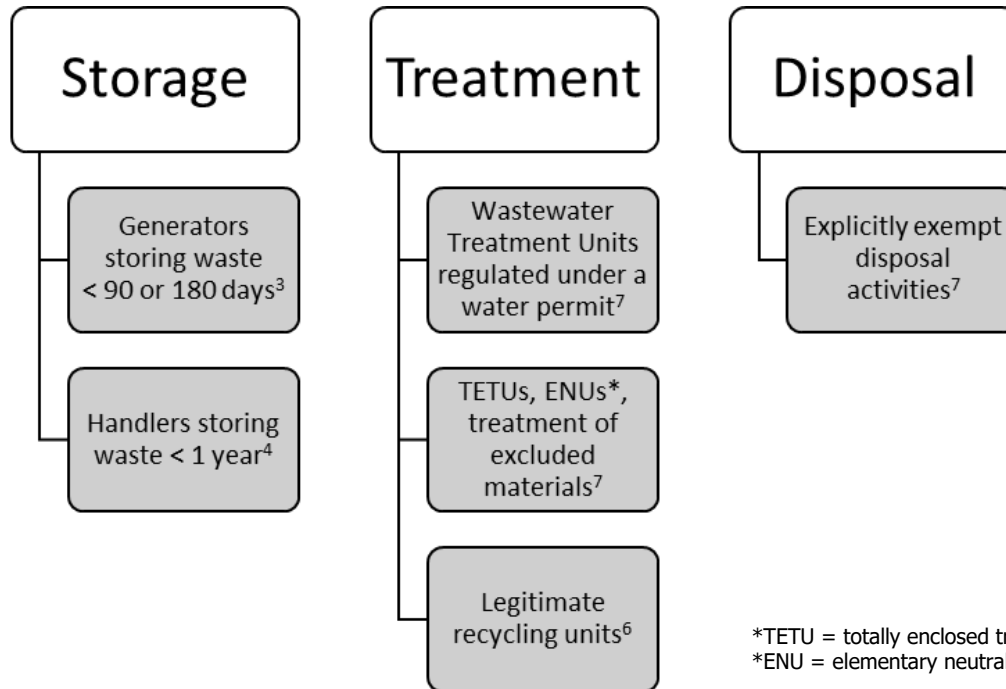 Storage
Generators
storing waste
< 90 or 180 days³
Handlers storing
waste < 1 year⁴
Treatment
Wastewater
Treatment Units
regulated under a
water permit⁷
TETUs, ENUs*,
treatment of
excluded
materials⁷
Legitimate
recycling units⁶
Disposal
Explicitly exempt
disposal
activities⁷
*TETU = totally enclosed
*ENU = elementary